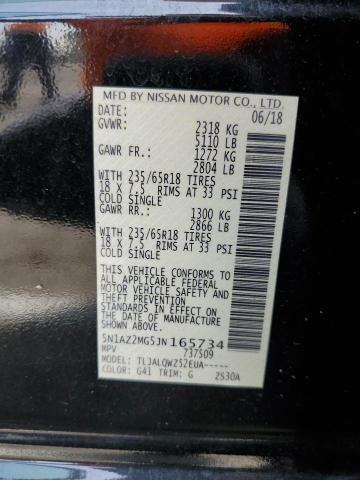 MFD BY NISSAN MOTOR CO., LTD.
DATE: 06/18
GVWR: 2318 KG
5110 LB
GAWR FR.: 1272 KG
2804 LB
WITH 235/65R18 TIRES
18 X 7.5 RIMS AT 33 PSI
COLD SINGLE
GAWR RR.: 1300 KG
2866 LB
WITH 235/65R18 TIRES
18 X 7.5 RIMS AT 33 PSI
COLD SINGLE
THIS VEHICLE CONFORMS TO
ALL APPLICABLE FEDERAL
MOTOR VEHICLE SAFETY AND
THEFT PREVENTION STANDARDS
IN EFFECT ON THE DATE OF
MANUFACTURE SHOWN ABOVE.
5N1AZ2MG5JN165734
MPV 737509
TLJALQWZ52EUA-----
COLOR: G41 TRIM: G 2S30A